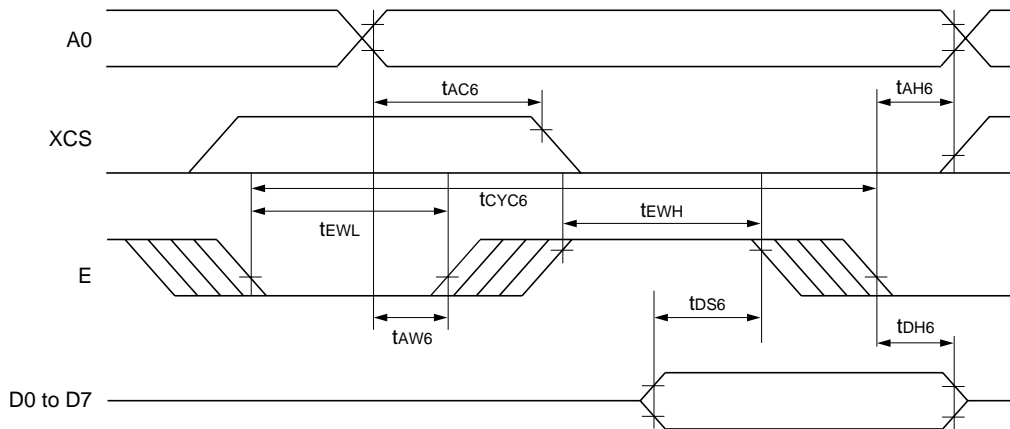 A0
tAC6
tAH6
XCS
tCYC6
tEWL
tEWH
E
tAW6
tDS6
tDH6
D0 to D7